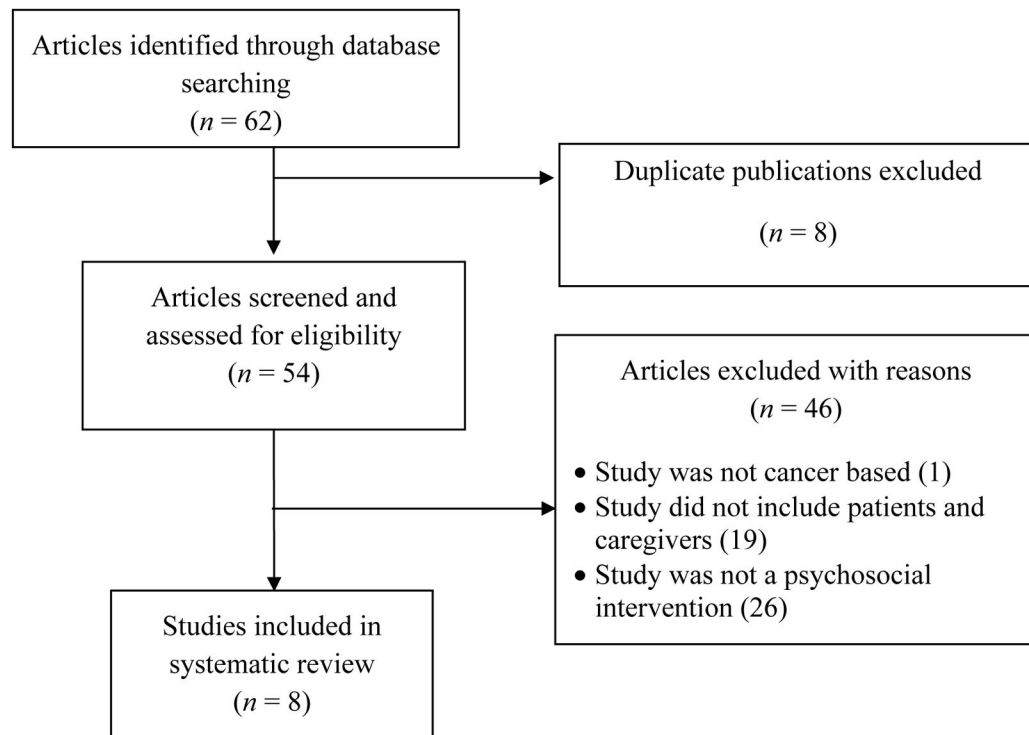 Articles identified through database
searching
(n = 62)
Duplicate publications excluded
(n = 8)
Articles screened and
assessed for eligibility
(n = 54)
Articles excluded with reasons
(n = 46)
• Study was not cancer based (1)
• Study did not include patients and
caregivers (19)
• Study was not a psychosocial
intervention (26)
Studies included in
systematic review
(n = 8)